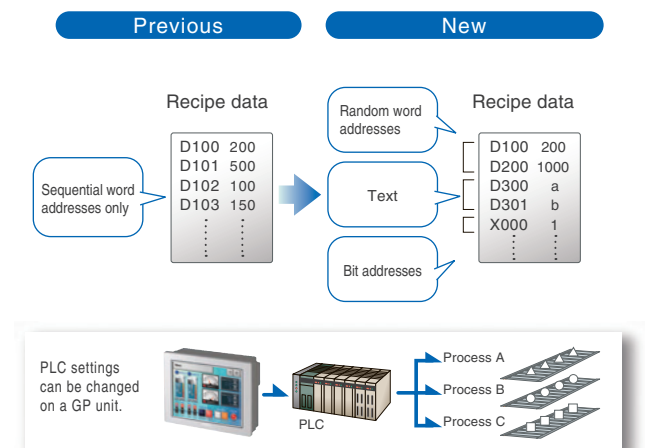 Previous
New
Recipe data
D100 200
D101 500
D102 100
D103 150
Sequential word
addresses only
Recipe data
Random word
addresses
Text
Bit addresses
D100 200
D200 1000
D300 a
D301 b
X000 1
PLC settings
can be changed
on a GP unit.
PLC
Process A
Process B
Process C